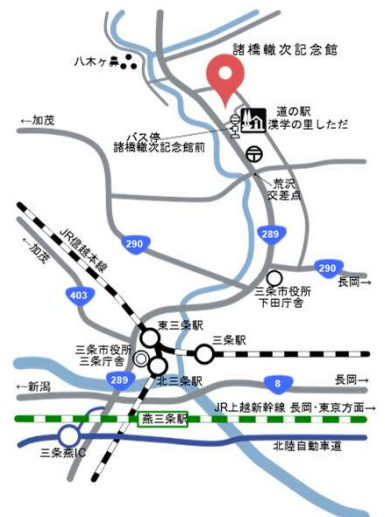 諸橋轍次記念館
八木ヶ鼻
道の駅
漢学の里しただ
←加茂
バス停
諸橋轍次記念館前
荒沢
交差点
289
290
290
長岡→
JR信越本線
←加茂
403
三条市役所
下田庁舎
東三条駅
三条駅
三条市役所
三条庁舎
289
北三条駅
←新潟
8
長岡→
JR上越新幹線 長岡・東京方面→
燕三条駅
北陸自動車道
三条燕IC